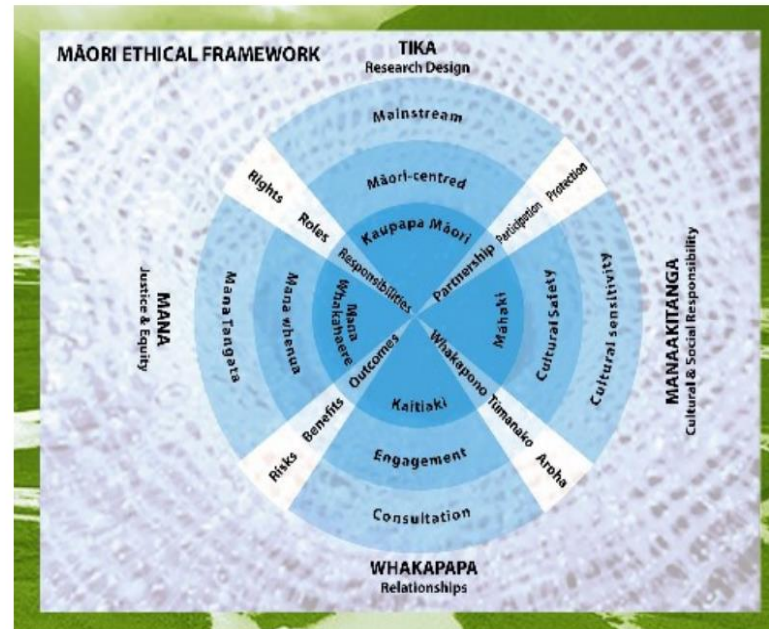 MĀORI ETHICAL FRAMEWORK
TIKA
Research Design
Mainstream
Māori-centred
Kaupapa Māori
Rights
Roles
Responsibilities
Protection
Participation
Partnership
MANA
Justice & Equity
Mana Tangata
Mana whenua
Mana
Whakahaere
Māhaki
Cultural Safety
Cultural sensitivity
MANAAKITANGA
Cultural & Social Responsibility
Outcomes
Benefits
Risks
Whakapono
Tūmanako
Aroha
Kaitiaki
Engagement
Consultation
WHAKAPAPA
Relationships